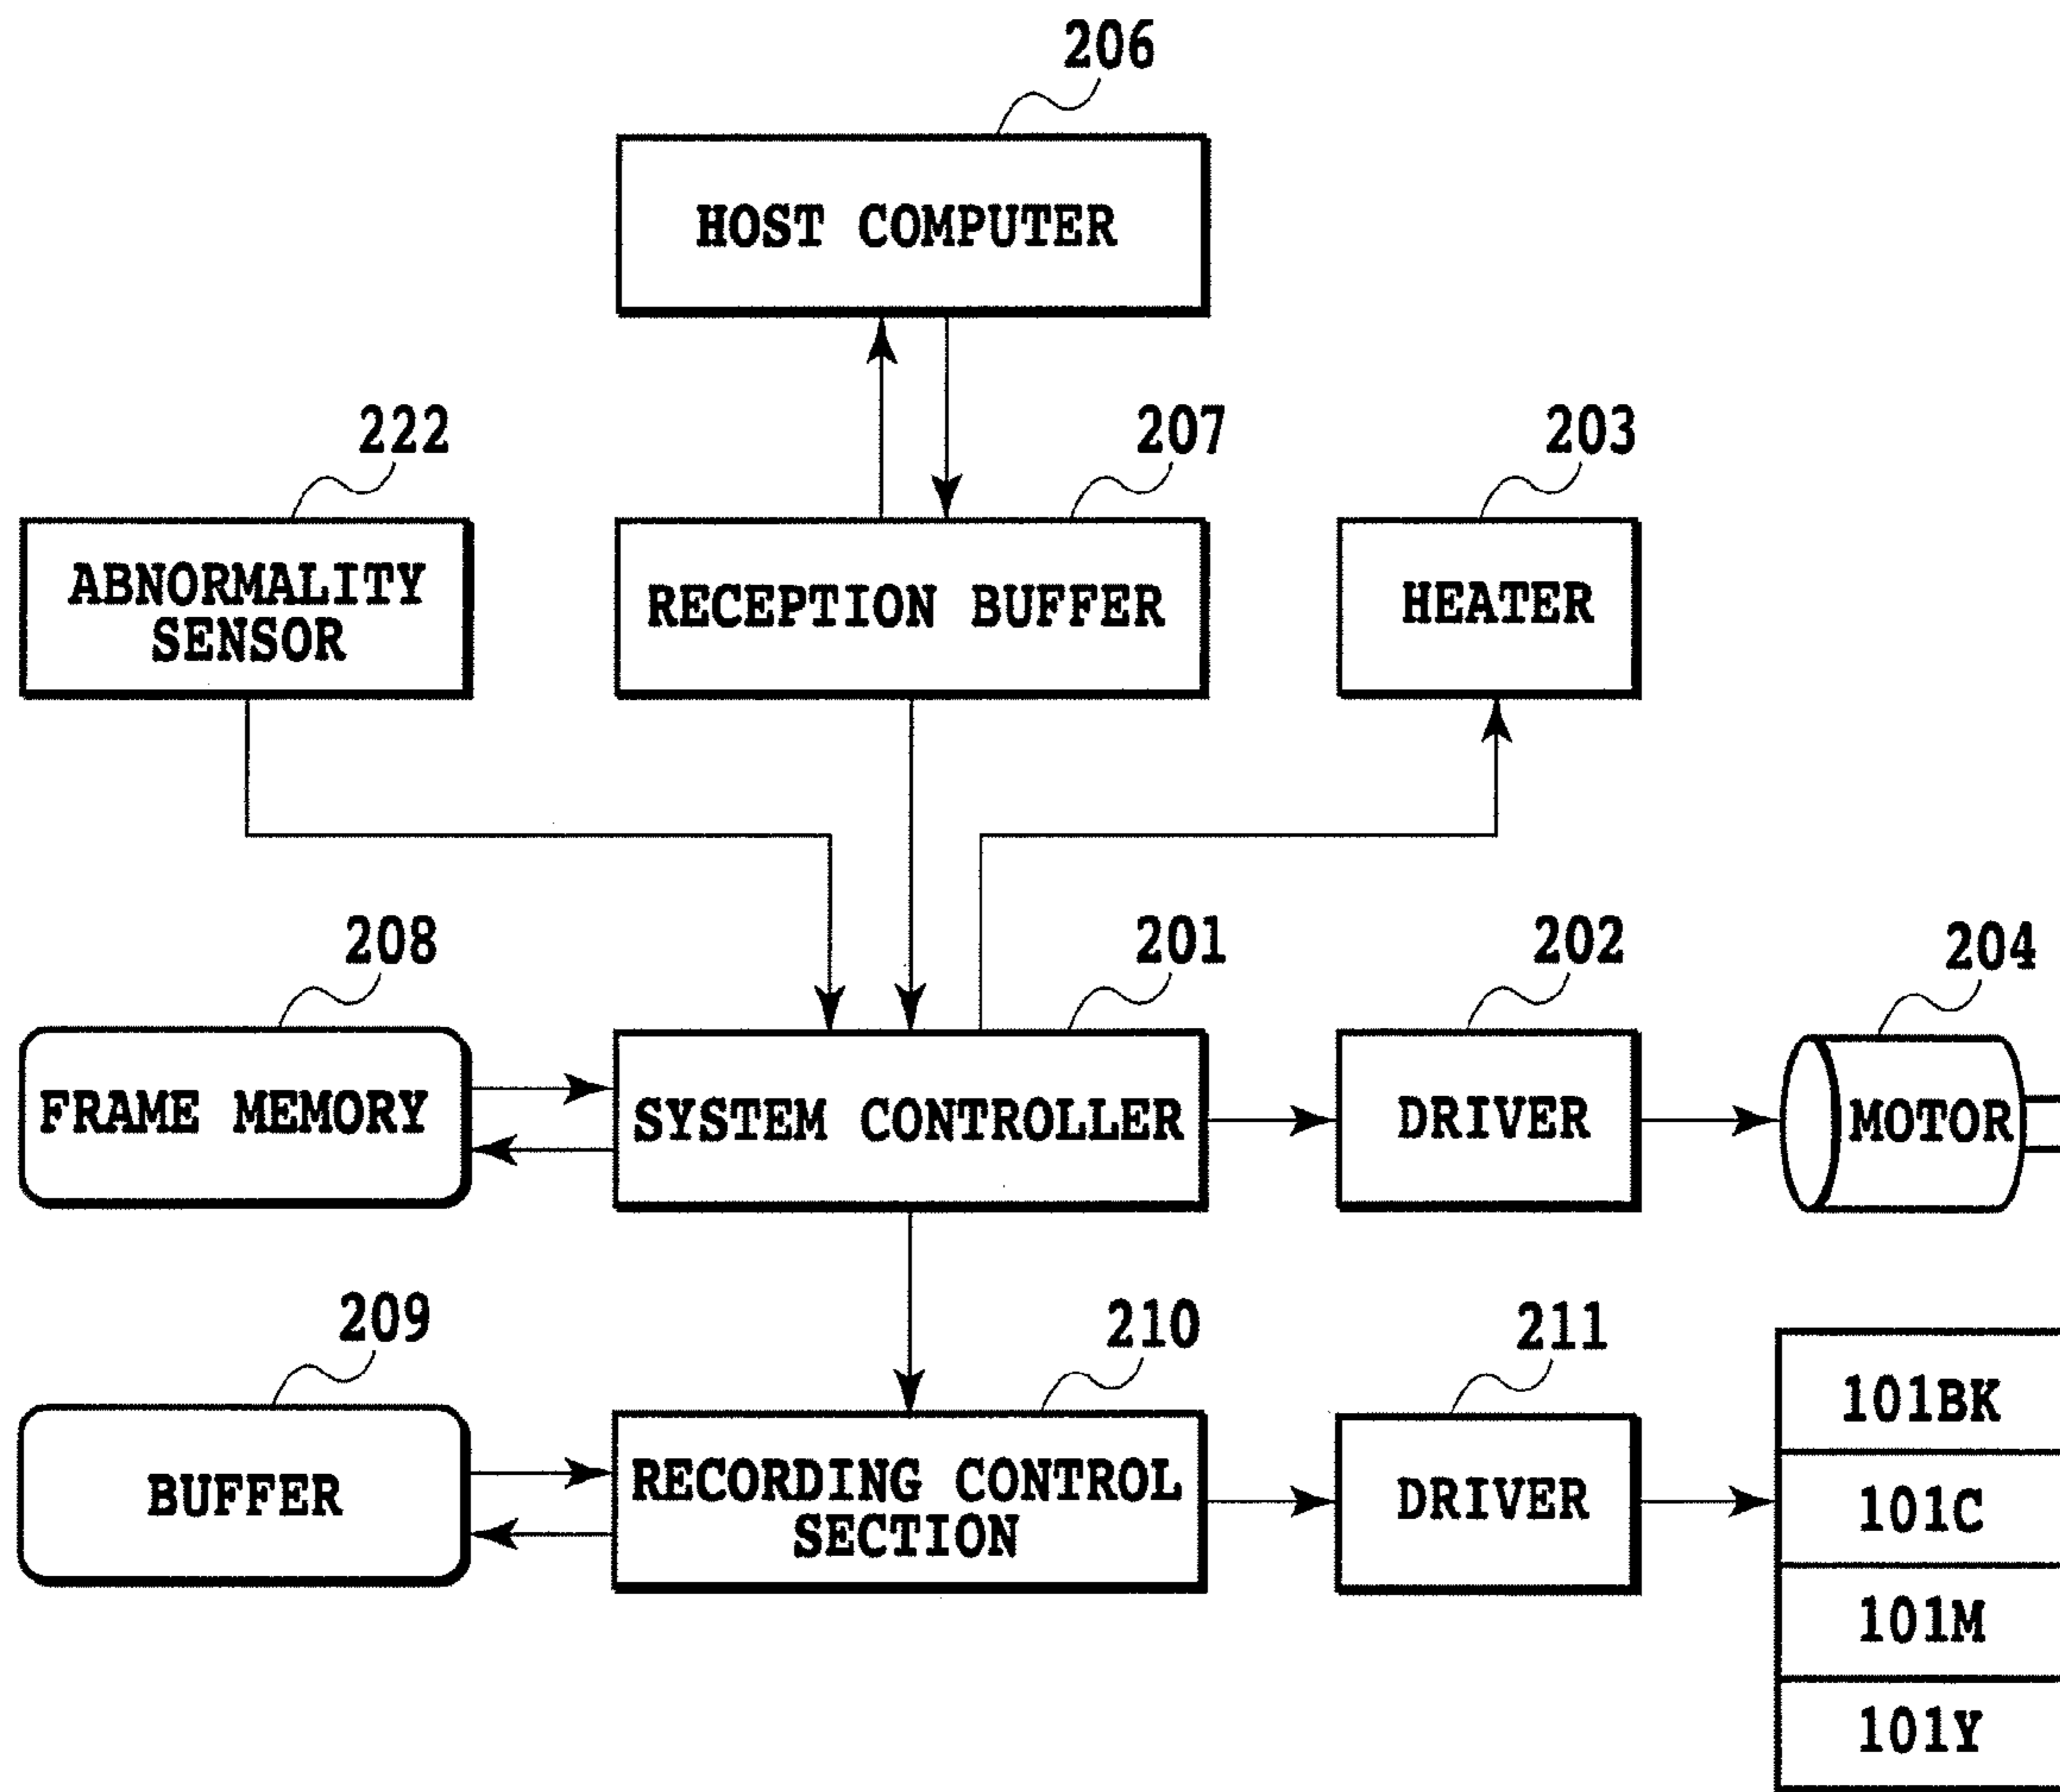 206
HOST COMPUTER
222
207
203
ABNORMALITY
SENSOR
RECEPTION BUFFER
HEATER
208
201
202
204
FRAME MEMORY
SYSTEM CONTROLLER
DRIVER
MOTOR
209
210
211
BUFFER
RECORDING CONTROL
SECTION
DRIVER
101BK
101C
101M
101Y